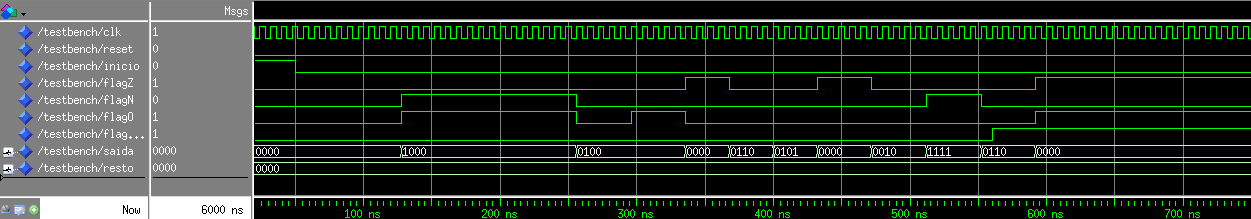 Msgs
/testbench/clk 1
/testbench/reset 0
/testbench/inicio 0
/testbench/flagZ 1
/testbench/flagN 0
/testbench/flagO 1
/testbench/flag... 1
/testbench/saida 0000 0000 1000 0100 0000 0110 0101 0000 0010 1111 0110 0000
/testbench/resto 0000 0000
Now 6000 ns 100 ns 200 ns 300 ns 400 ns 500 ns 600 ns 700 ns